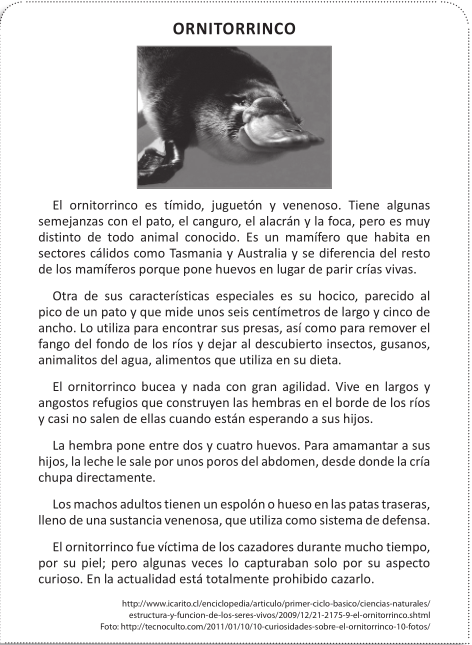 ORNITORRINCO
El ornitorrinco es tímido, juguetón y venenoso. Tiene algunas
semejanzas con el pato, el canguro, el alacrán y la foca, pero es muy
distinto de todo animal conocido. Es un mamífero que habita en
sectores cálidos como Tasmania y Australia y se diferencia del resto
de los mamíferos porque pone huevos en lugar de parir crías vivas.
Otra de sus características especiales es su hocico, parecido al
pico de un pato y que mide unos seis centímetros de largo y cinco de
ancho. Lo utiliza para encontrar sus presas, así como para remover el
fango del fondo de los ríos y dejar al descubierto insectos, gusanos,
animalitos del agua, alimentos que utiliza en su dieta.
El ornitorrinco bucea y nada con gran agilidad. Vive en largos y
angostos refugios que construyen las hembras en el borde de los ríos
y casi no salen de ellas cuando están esperando a sus hijos.
La hembra pone entre dos y cuatro huevos. Para amamantar a sus
hijos, la leche le sale por unos poros del abdomen, desde donde la cría
chupa directamente.
Los machos adultos tienen un espolón o hueso en las patas traseras,
lleno de una sustancia venenosa, que utiliza como sistema de defensa.
El ornitorrinco fue víctima de los cazadores durante mucho tiempo,
por su piel; pero algunas veces lo capturaban solo por su aspecto
curioso. En la actualidad está totalmente prohibido cazarlo.
http://www.icarito.cl/enciclopedia/articulo/primer-ciclo-basico/ciencias-naturales/
estructura-y-funcion-de-los-seres-vivos/2009/12/21-2175-9-el-ornitorrinco.shtml
Foto: http://tecnoculto.com/2011/01/10/10-curiosidades-sobre-el-ornitorrinco-10-fotos/